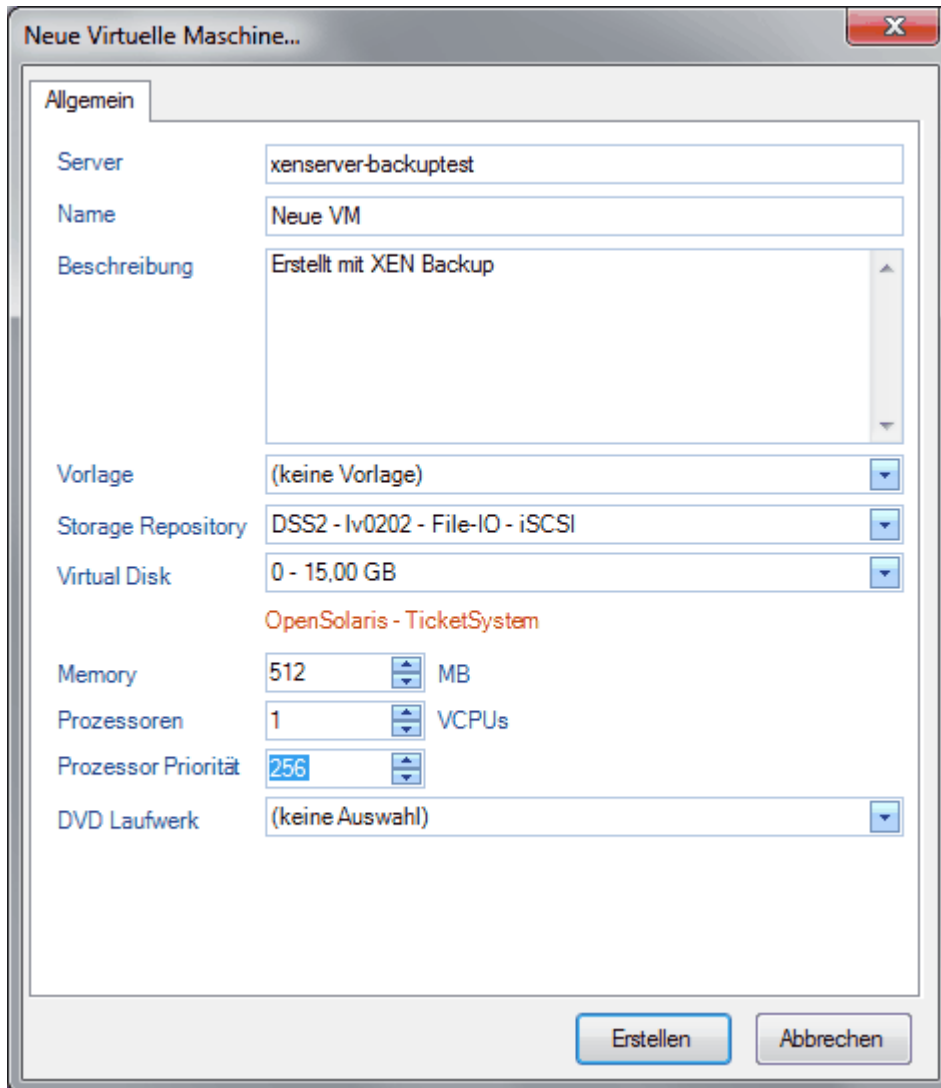 Neue Virtuelle Maschine...
Allgemein
Server xenserver-backuptest
Name Neue VM
Beschreibung Erstellt mit XEN Backup
Vorlage (keine Vorlage)
Storage Repository DSS2 - lv0202 - File-IO - iSCSI
Virtual Disk 0 - 15,00 GB
OpenSolaris - TicketSystem
Memory 512 MB
Prozessoren 1 VCPUs
Prozessor Priorität 256
DVD Laufwerk (keine Auswahl)
Erstellen Abbrechen